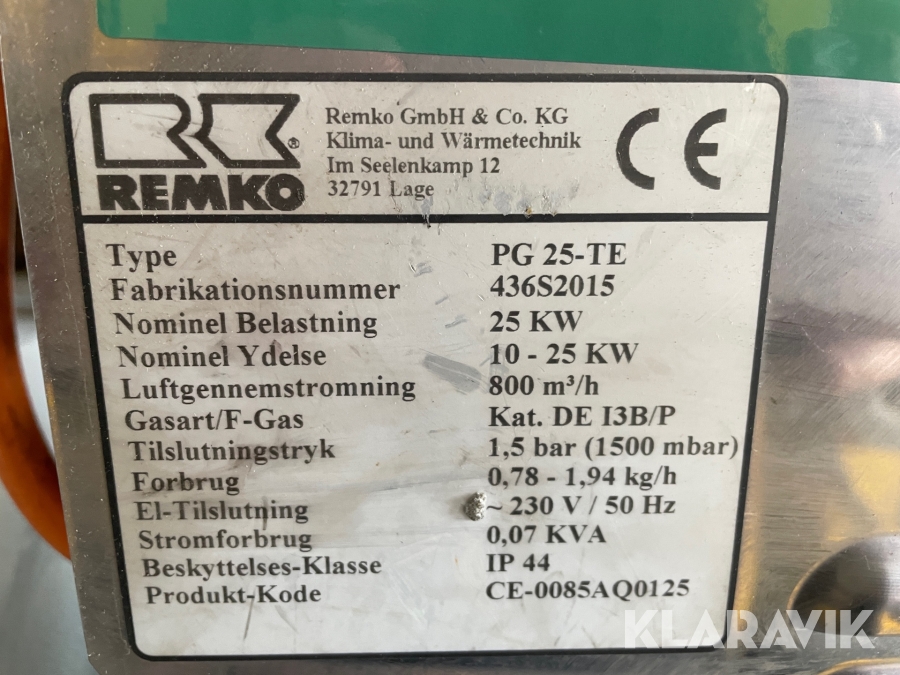 REMKO
®
Remko GmbH & Co. KG
Klima- und Wärmetechnik
Im Seelenkamp 12
32791 Lage
CE
Type PG 25-TE
Fabrikationsnummer 436S2015
Nominel Belastning 25 KW
Nominel Ydelse 10 - 25 KW
Luftgennemstromning 800 m³/h
Gasart/F-Gas Kat. DE I3B/P
Tilslutningstryk 1,5 bar (1500 mbar)
Forbrug 0,78 - 1,94 kg/h
El-Tilslutning ~ 230 V / 50 Hz
Stromforbrug 0,07 KVA
Beskyttelses-Klasse IP 44
Produkt-Kode CE-0085AQ0125
KLARAVIK